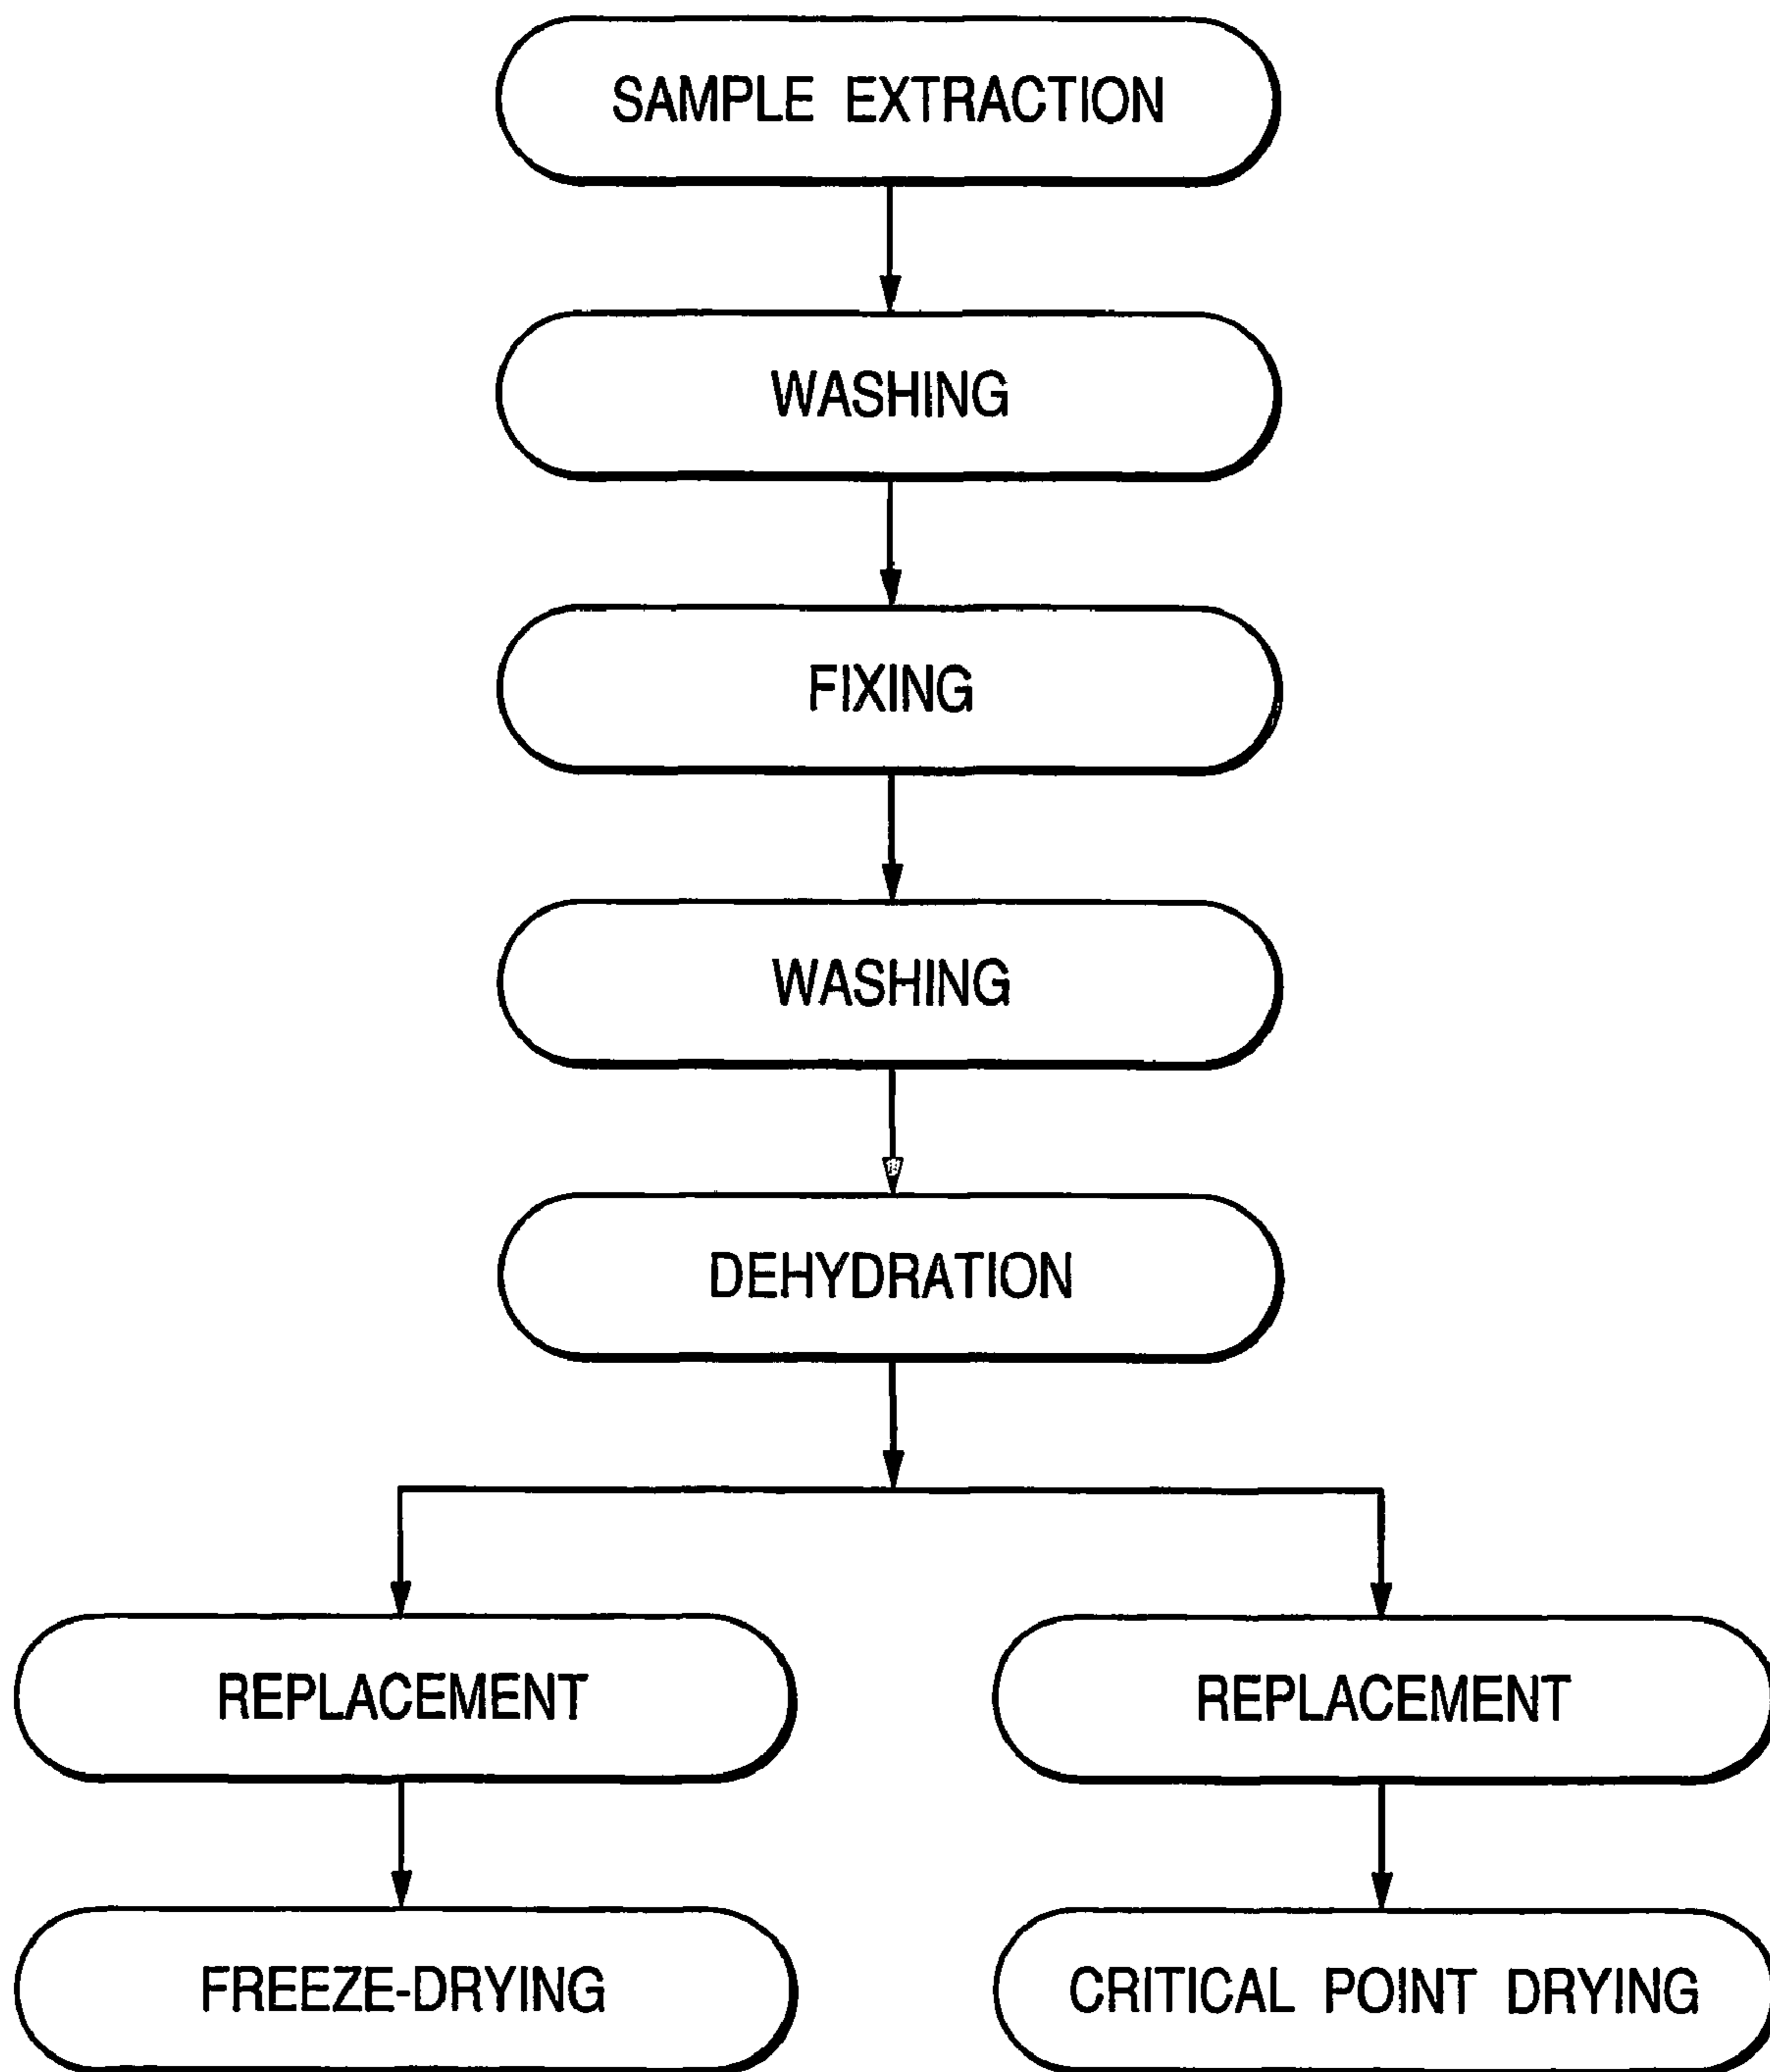 SAMPLE EXTRACTION
WASHING
FIXING
WASHING
DEHYDRATION
REPLACEMENT
REPLACEMENT
FREEZE-DRYING
CRITICAL POINT DRYING